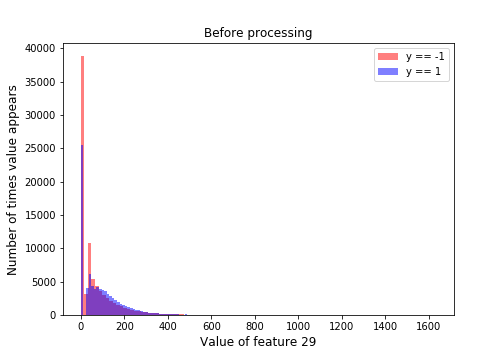 Before processing
40000
35000
30000
25000
20000
15000
10000
5000
0
Number of times value appears
y == -1
y == 1
0 200 400 600 800 1000 1200 1400 1600
Value of feature 29